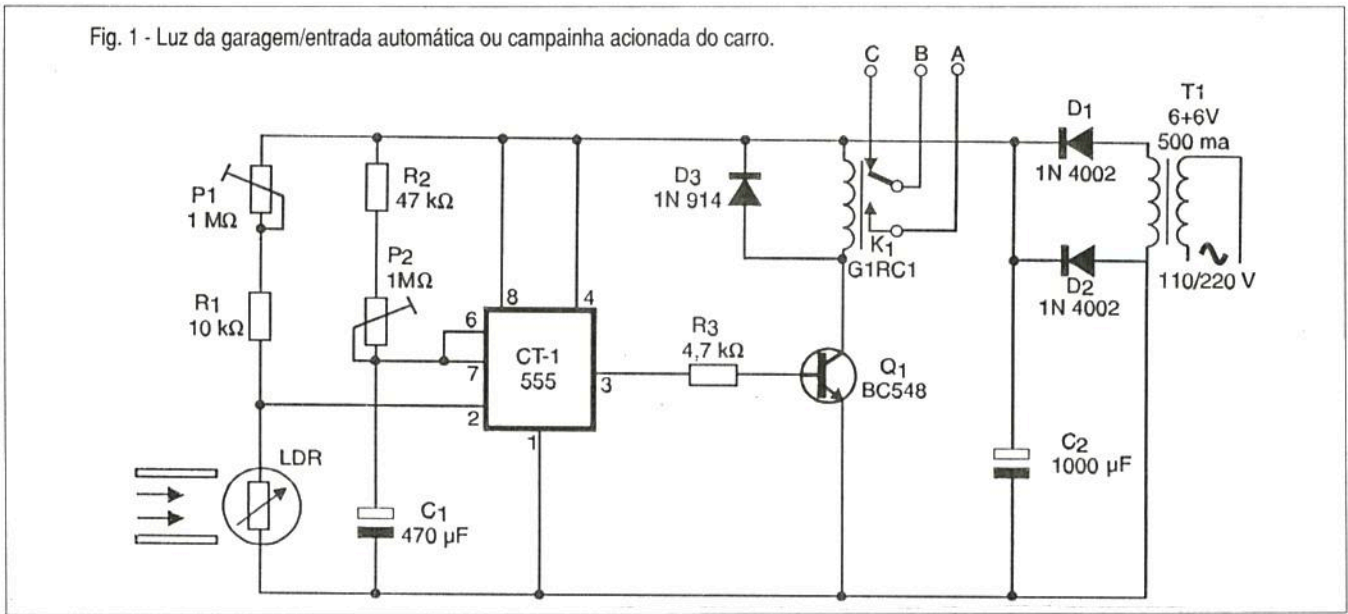 Fig. 1 - Luz da garagem/entrada automática ou campainha acionada do carro.
C B A
T1
6+6V
500 ma
D1
1N 4002
P1
1 MΩ
R2
47 kΩ
D3
1N 914
K1
G1RC1
D2
1N 4002
110/220 V
P2
1MΩ
R1
10 kΩ
8 4
6
7
2
CT-1
555
3
1
R3
4,7 kΩ
Q1
BC548
LDR
C1
470 µF
C2
1000 µF